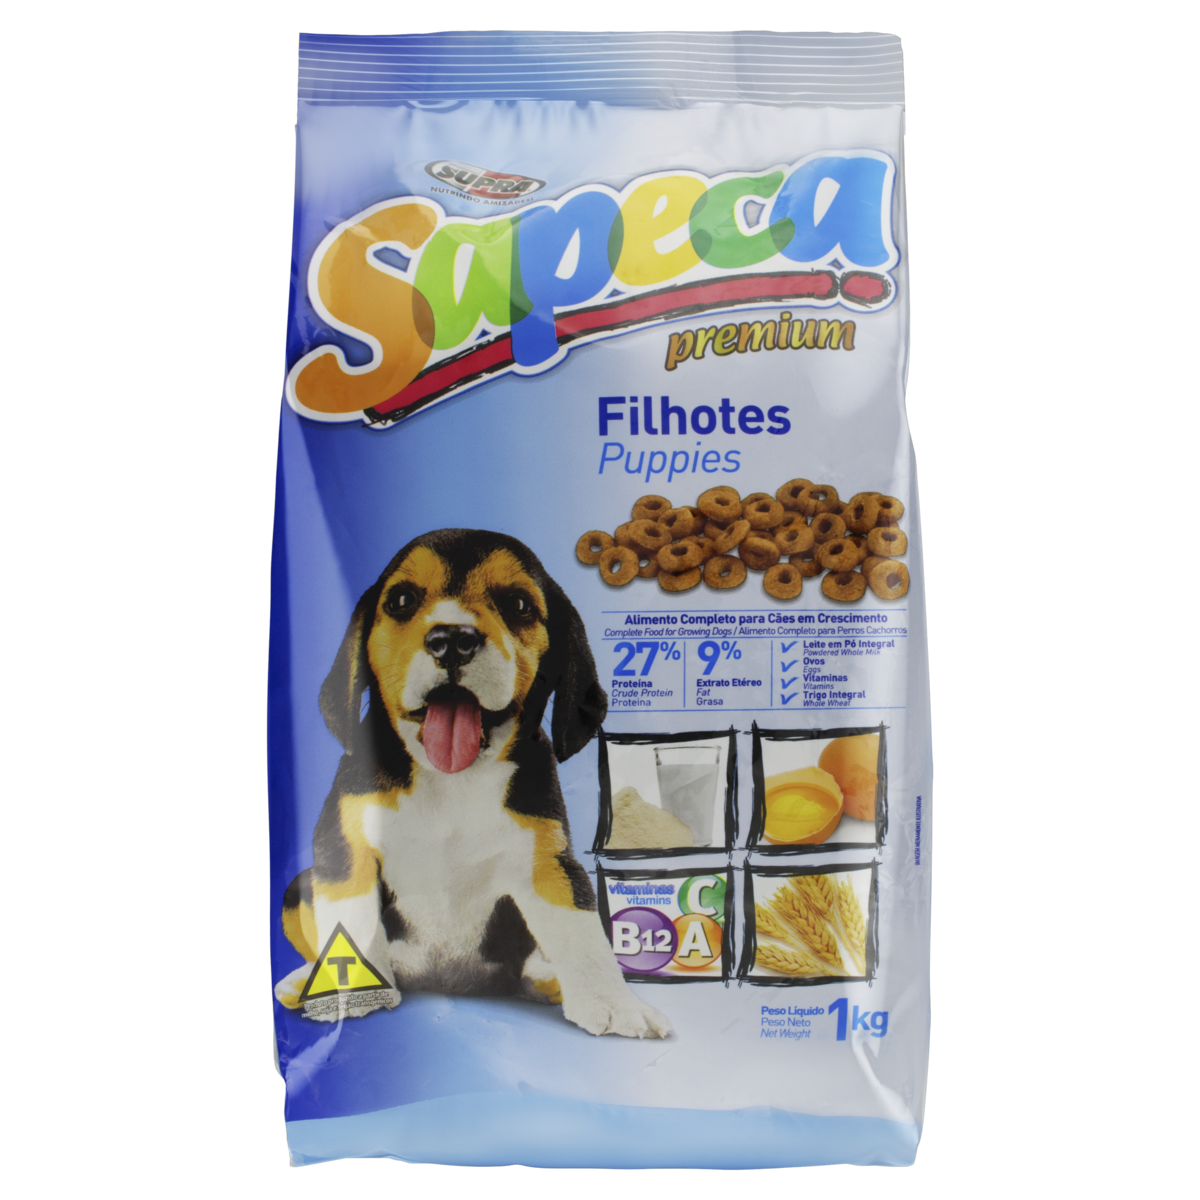 SUPRA
NUTRINDO AMIZADES
Sapeca
premium
Filhotes
Puppies
Alimento Completo para Cães em Crescimento
Complete Food for Growing Dogs / Alimento Completo para Perros Cachorros
27%
Proteína
Crude Protein
Proteína
9%
Extrato Etéreo
Fat
Grasa
Leite em Pó Integral
Powdered Whole Milk
Ovos
Eggs
Vitaminas
Vitamins
Trigo Integral
Whole Wheat
vitaminas
vitamins
C
B12
A
T
Peso Líquido
Peso Neto
Net Weight
1kg